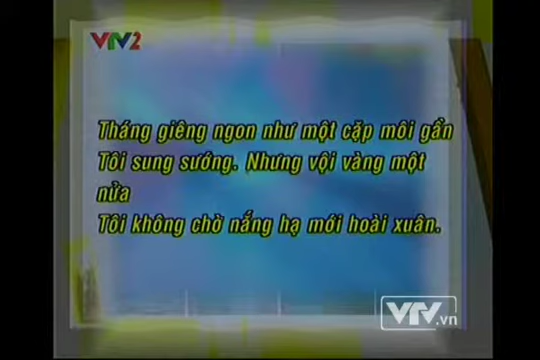 VTV2
Tháng giêng ngon như một cặp môi gần
Tôi sung sướng. Nhưng vội vàng một
nửa
Tôi không chờ nắng hạ mới hoài xuân.
VTV.vn